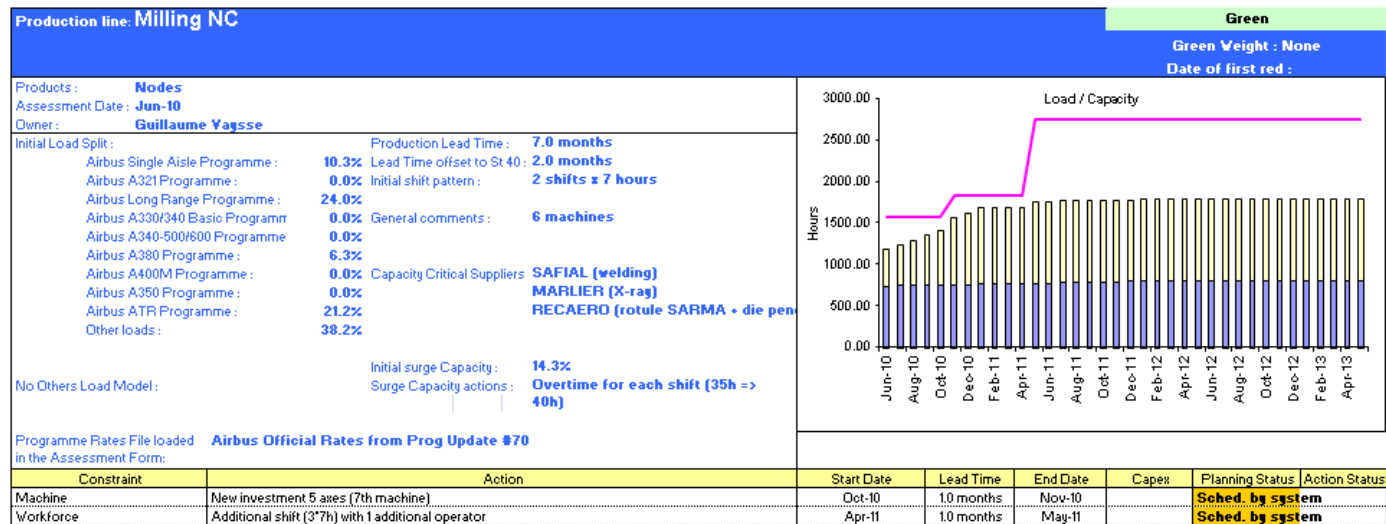 Production line: Milling NC
Green
Green Weight : None
Date of first red :
Products : Nodes
Assessment Date : Jun-10
Owner : Guillaume Vaysse
Initial Load Split :
Production Lead Time : 7.0 months
Airbus Single Aisle Programme : 10.3% Lead Time offset to St 40 : 2.0 months
Airbus A321 Programme : 0.0% Initial shift pattern : 2 shifts x 7 hours
Airbus Long Range Programme : 24.0%
Airbus A330/340 Basic Programm 0.0% General comments : 6 machines
Airbus A340-500/600 Programme 0.0%
Airbus A380 Programme : 6.3%
Airbus A400M Programme : 0.0% Capacity Critical Suppliers SAFIAL (welding)
Airbus A350 Programme : 0.0% MARLIER (X-ray)
Airbus ATR Programme : 21.2% RECAERO (rotule SARMA + die pen
Other loads : 38.2%
Initial surge Capacity : 14.3%
No Others Load Model : Surge Capacity actions : Overtime for each shift (35h =>
40h)
Programme Rates File loaded Airbus Official Rates from Prog Update #70
in the Assessment Form:
Load / Capacity
Hours
3000.00
2500.00
2000.00
1500.00
1000.00
500.00
0.00
Jun-10 Aug-10 Oct-10 Dec-10 Feb-11 Apr-11 Jun-11 Aug-11 Oct-11 Dec-11 Feb-12 Apr-12 Jun-12 Aug-12 Oct-12 Dec-12 Feb-13 Apr-13
Constraint Action Start Date Lead Time End Date Capex Planning Status Action Status
Machine New investment 5 axes (7th machine) Oct-10 1.0 months Nov-10 Sched. by system
Workforce Additional shift (3*7h) with 1 additional operator Apr-11 1.0 months May-11 Sched. by system